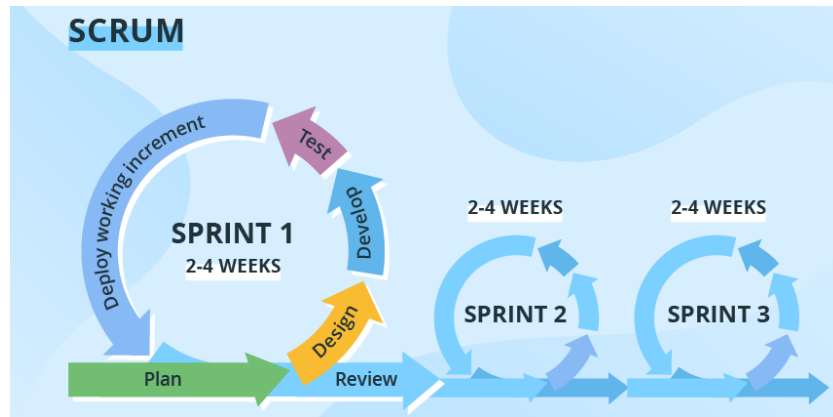 SCRUM
Deploy working increment
Test
Develop
SPRINT 1
2-4 WEEKS
Design
Plan
Review
2-4 WEEKS
SPRINT 2
2-4 WEEKS
SPRINT 3